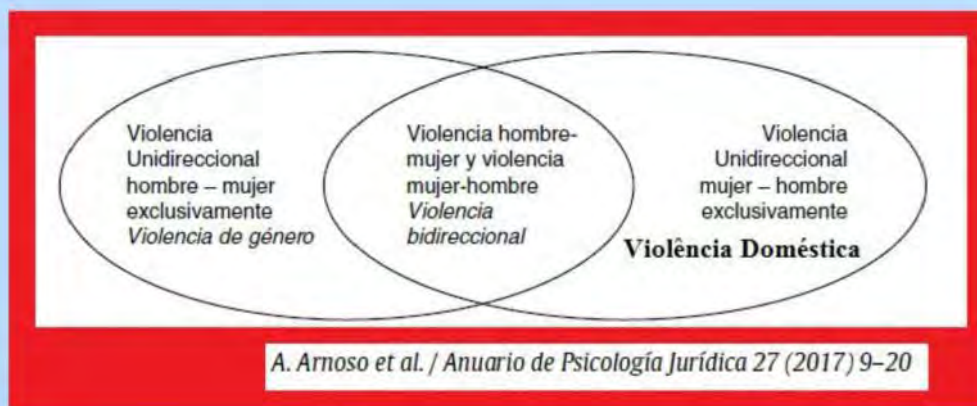 Violencia
Unidireccional
hombre – mujer
exclusivamente
Violencia de género
Violencia hombre-
mujer y violencia
mujer-hombre
Violencia
bidireccional
Violencia
Unidireccional
mujer – hombre
exclusivamente
Violência Doméstica
A. Arnoso et al. / Anuario de Psicología Jurídica 27 (2017) 9–20